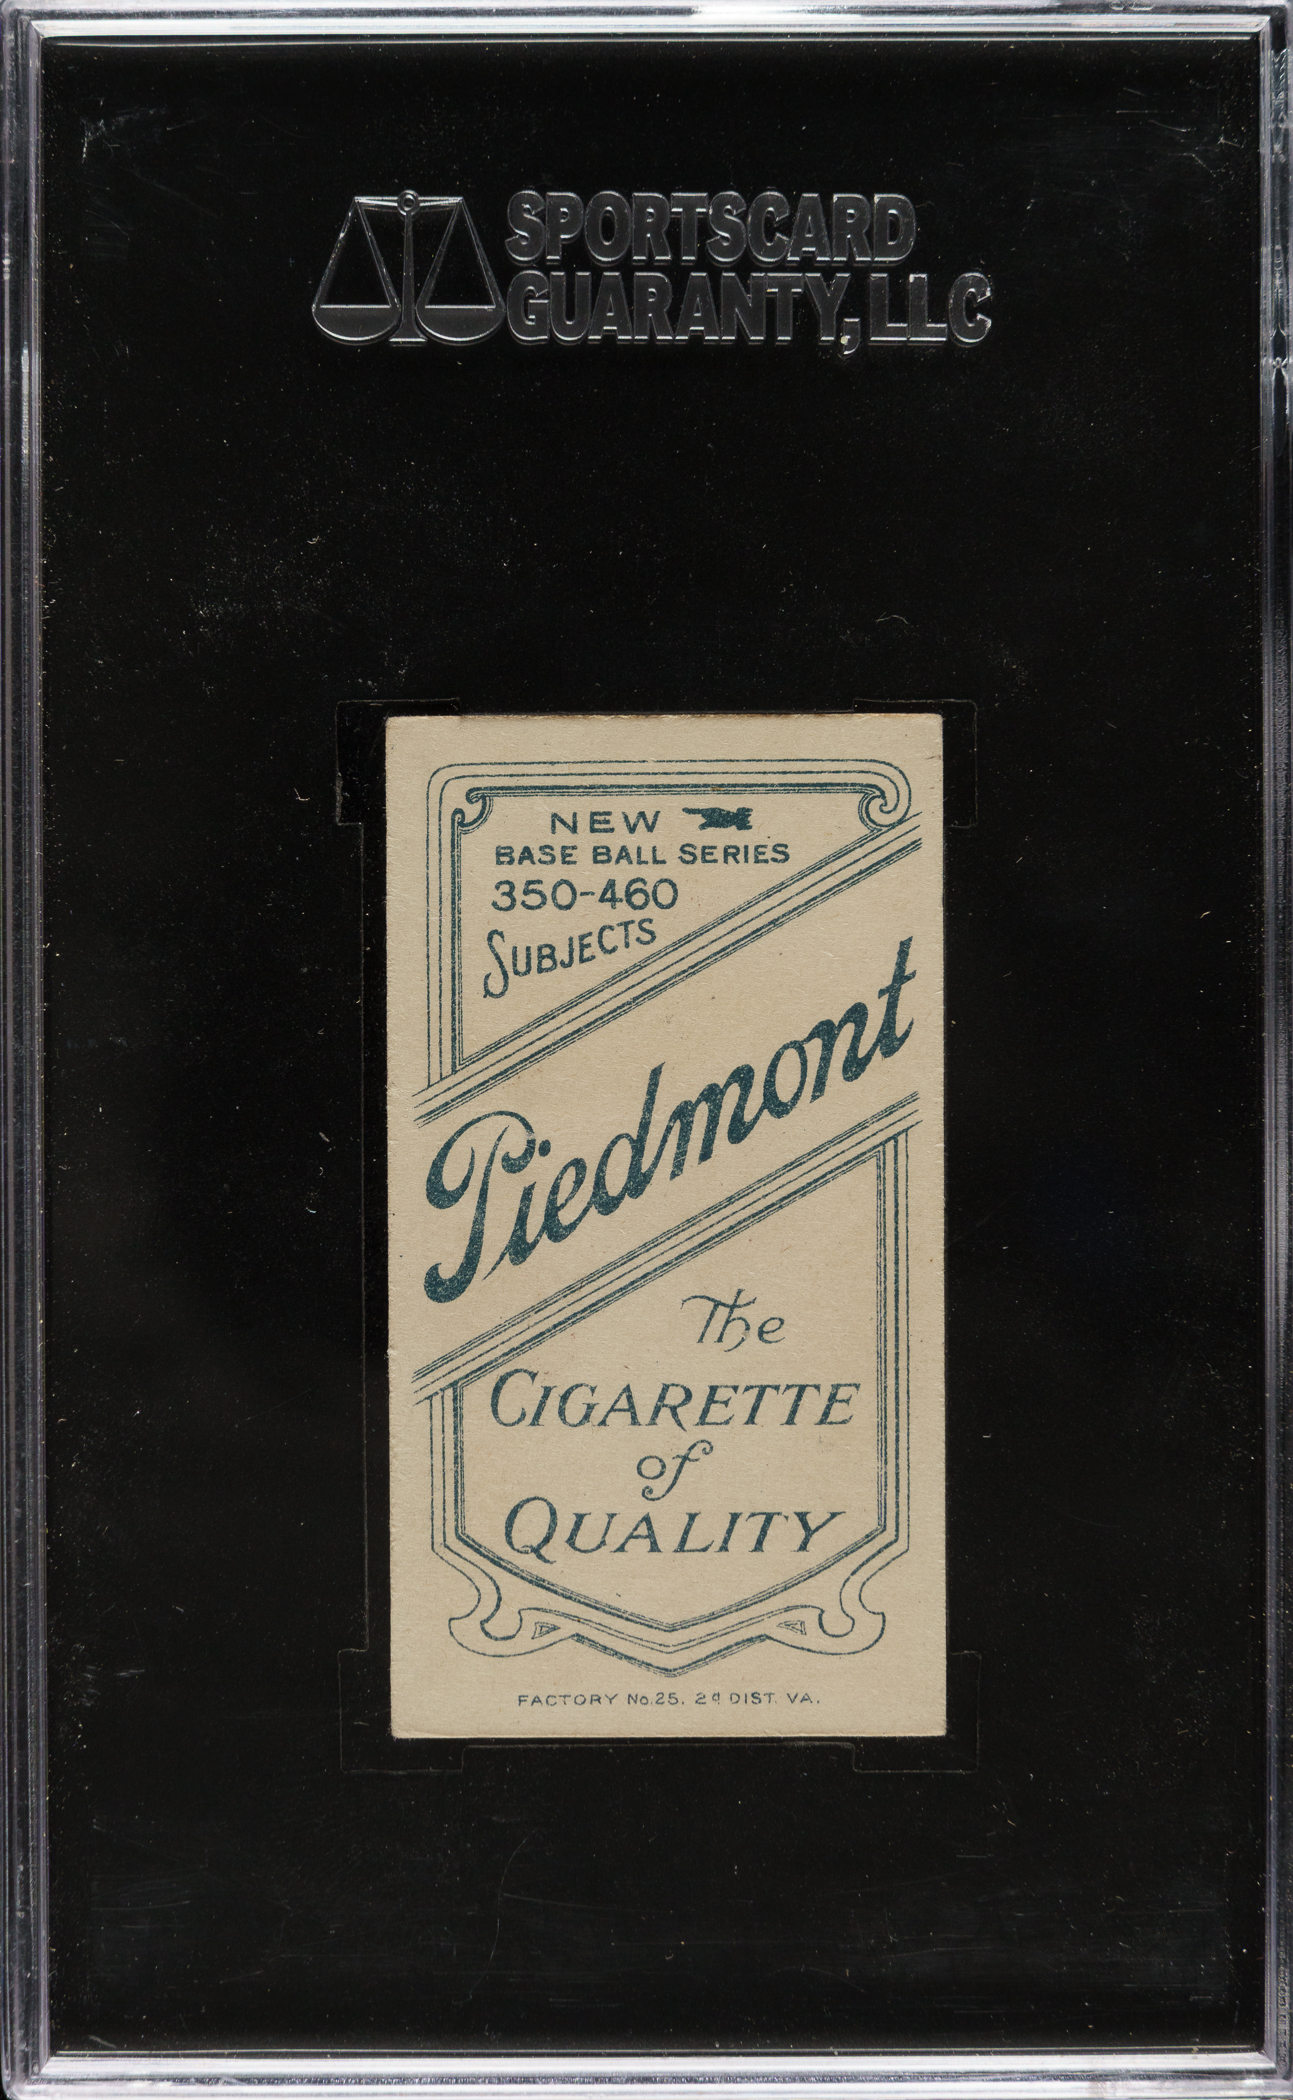 SPORTSCARD
GUARANTY, LLC
NEW
BASE BALL SERIES
350-460
SUBJECTS
Piedmont
The
CIGARETTE
of
QUALITY
FACTORY No.25. 2d DIST. VA.